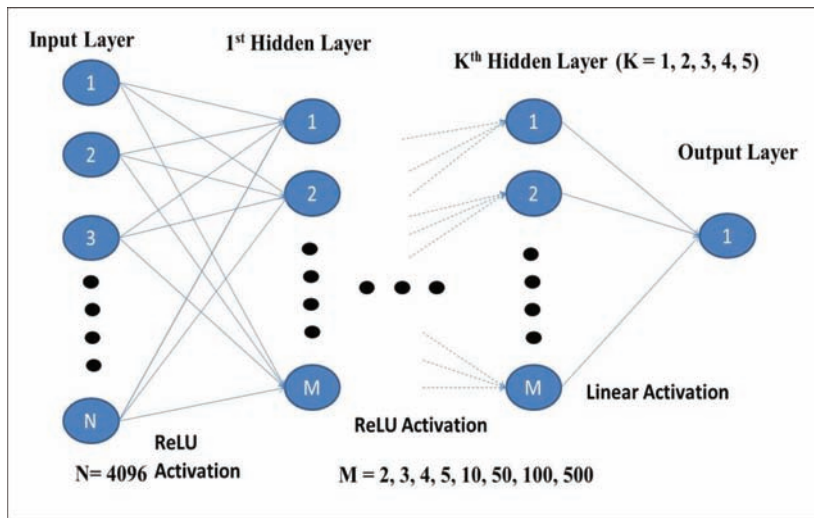 Input Layer
1
2
3
N
N= 4096
ReLU
Activation
1st Hidden Layer
1
2
M
ReLU Activation
M = 2, 3, 4, 5, 10, 50, 100, 500
Kth Hidden Layer (K = 1, 2, 3, 4, 5)
1
2
M
Linear Activation
Output Layer
1